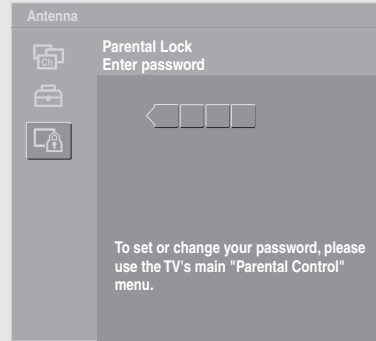 Antenna
Parental Lock
Enter password
Ch
To set or change your password, please
use the TV's main "Parental Control"
menu.